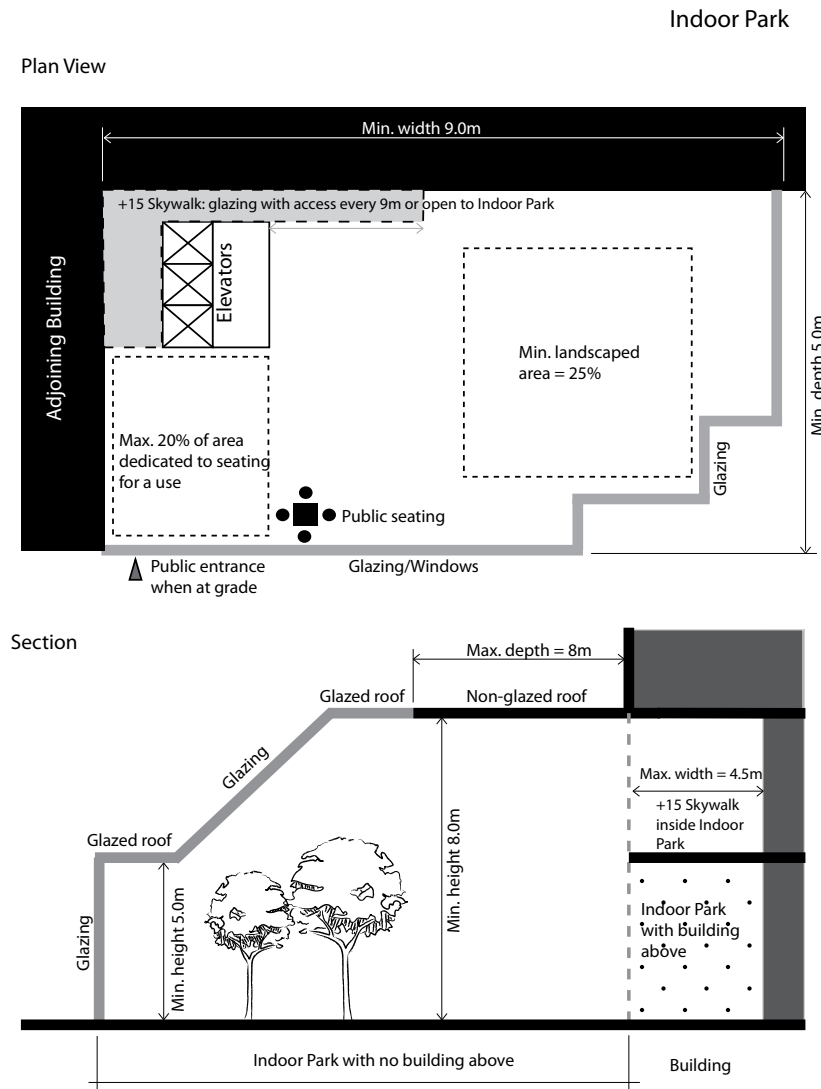 Indoor Park
Plan View
Min. width 9.0m
+15 Skywalk: glazing with access every 9m or open to Indoor Park
Adjoining Building
Elevators
Min. landscaped
area = 25%
Min. depth 5.0m
Max. 20% of area
dedicated to seating
for a use
Glazing
Public seating
Public entrance
when at grade
Glazing/Windows
Section
Max. depth = 8m
Glazed roof
Non-glazed roof
Glazing
Max. width = 4.5m
+15 Skywalk
inside Indoor
Park
Glazed roof
Min. height 8.0m
Min. height 5.0m
Glazing
Indoor Park
with building
above
Indoor Park with no building above
Building